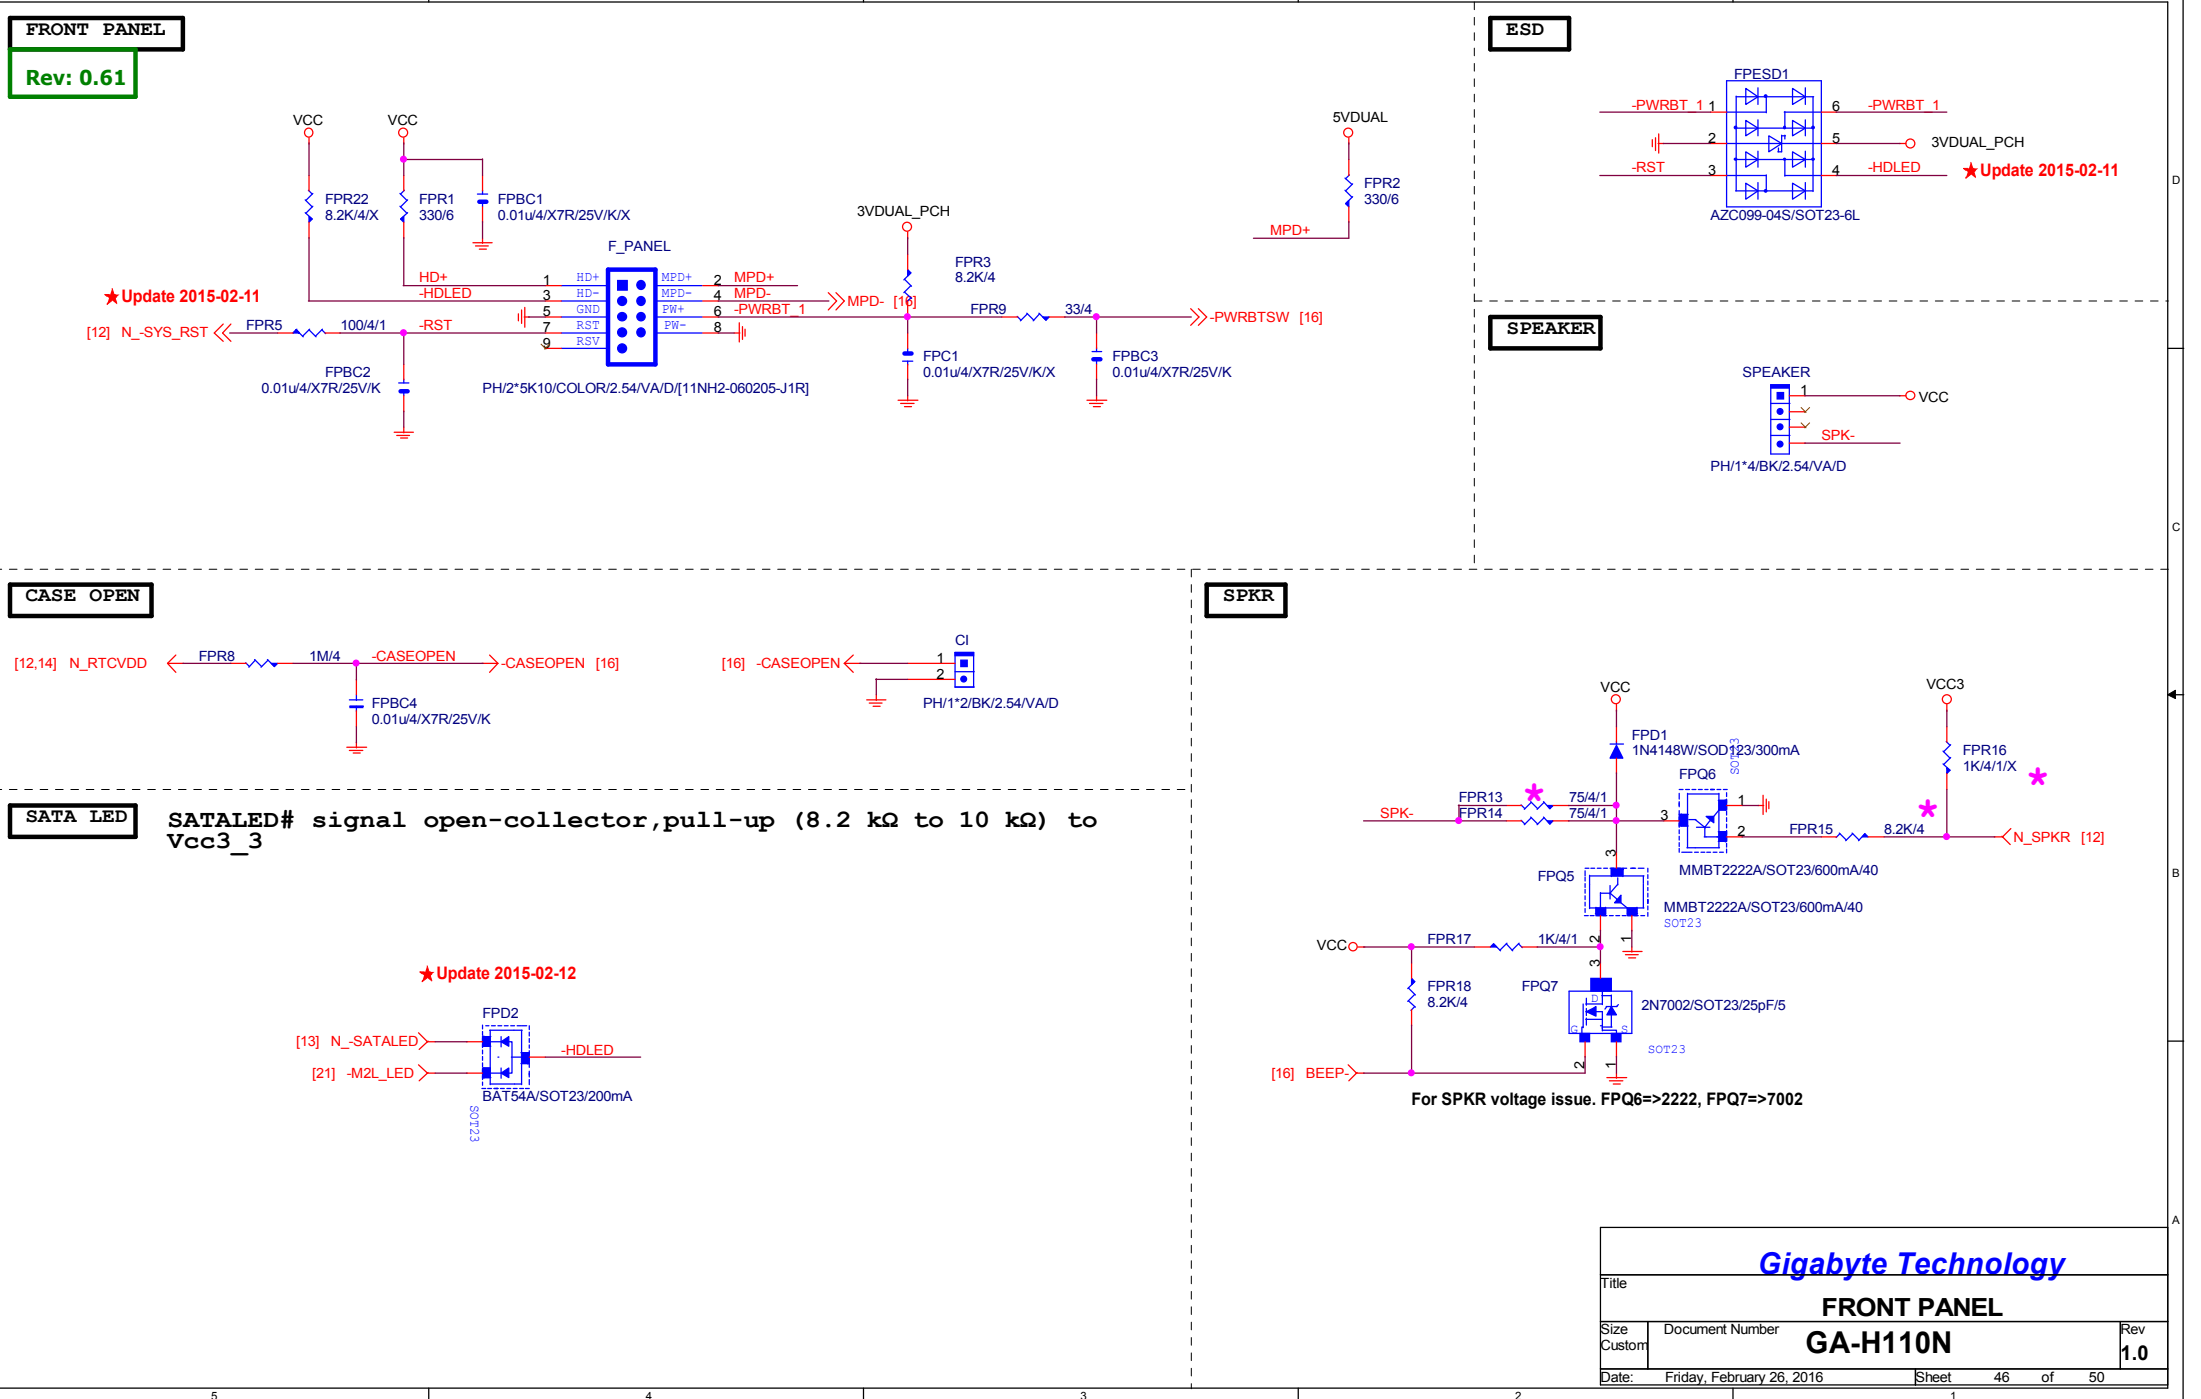 FRONT PANEL
Rev: 0.61
VCC
VCC
FPR22
8.2K/4/X
FPR1
330/6
FPBC1
0.01u/4/X7R/25V/K/X
F_PANEL
HD+
-HDLED
1
3
5
7
9
HD+
HD-
GND
RST
RSV
MPD+
MPD-
PW+
PW-
2
4
6
8
MPD+
MPD-
-PWRBT_1
MPD- [16]
★Update 2015-02-11
[12] N_-SYS_RST
FPR5
100/4/1
-RST
FPBC2
0.01u/4/X7R/25V/K
PH/2*5K10/COLOR/2.54/VA/D/[11NH2-060205-J1R]
3VDUAL_PCH
FPR3
8.2K/4
FPR9
33/4
-PWRBTSW [16]
FPC1
0.01u/4/X7R/25V/K/X
FPBC3
0.01u/4/X7R/25V/K
5VDUAL
FPR2
330/6
MPD+
ESD
FPESD1
-PWRBT_1
1
2
-RST
3
6
-PWRBT_1
5
3VDUAL_PCH
4
-HDLED
★Update 2015-02-11
AZC099-04S/SOT23-6L
SPEAKER
SPEAKER
1
VCC
SPK-
PH/1*4/BK/2.54/VA/D
CASE OPEN
[12,14] N_RTCVDD
FPR8
1M/4
-CASEOPEN
-CASEOPEN [16]
FPBC4
0.01u/4/X7R/25V/K
[16] -CASEOPEN
CI
1
2
PH/1*2/BK/2.54/VA/D
SATA LED
SATALED# signal open-collector,pull-up (8.2 kΩ to 10 kΩ) to
Vcc3_3
★Update 2015-02-12
FPD2
[13] N_-SATALED
[21] -M2L_LED
-HDLED
BAT54A/SOT23/200mA
SOT23
SPKR
VCC
FPD1
1N4148W/SOD123/300mA
SOT23
FPQ6
VCC3
FPR16
1K/4/1/X
*
*
*
SPK-
FPR13
75/4/1
FPR14
75/4/1
3
1
2
FPR15
8.2K/4
N_SPKR [12]
MMBT2222A/SOT23/600mA/40
3
FPQ5
MMBT2222A/SOT23/600mA/40
SOT23
2
1
VCC
FPR17
1K/4/1
FPR18
8.2K/4
3
FPQ7
D
G
S
2N7002/SOT23/25pF/5
SOT23
2
1
[16] BEEP-
For SPKR voltage issue. FPQ6=>2222, FPQ7=>7002
Gigabyte Technology
Title
FRONT PANEL
Size
Custom
Document Number
GA-H110N
Rev
1.0
Date:
Friday, February 26, 2016
Sheet
46
of
50
D
C
B
A
5
4
3
2
1